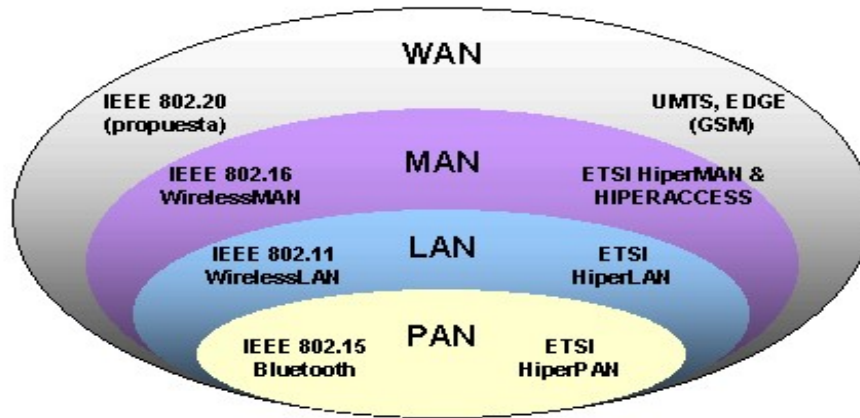 WAN
IEEE 802.20
(propuesta)
UMTS, EDGE
(GSM)
MAN
IEEE 802.16
WirelessMAN
ETSI HiperMAN &
HIPERACCESS
LAN
IEEE 802.11
WirelessLAN
ETSI
HiperLAN
PAN
IEEE 802.15
Bluetooth
ETSI
HiperPAN